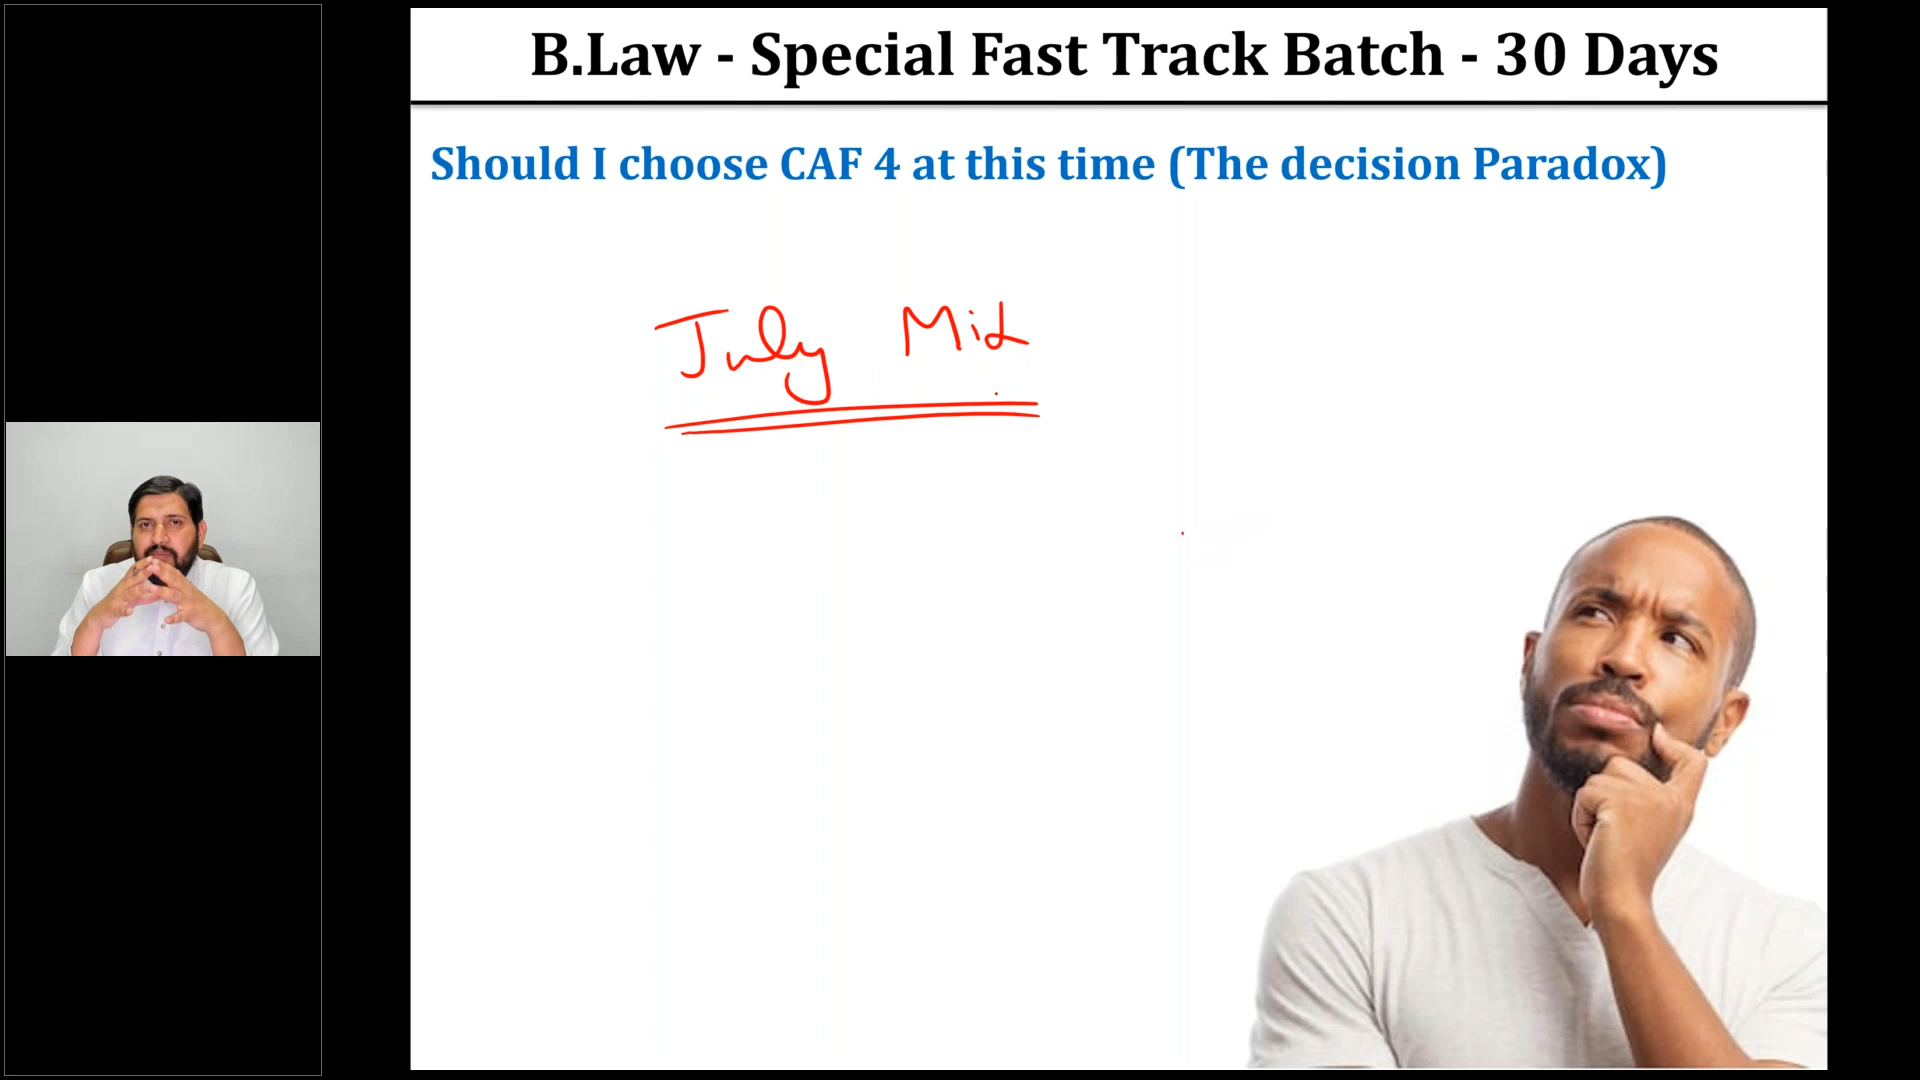 B.Law - Special Fast Track Batch - 30 Days
Should I choose CAF 4 at this time (The decision Paradox)
July Mid